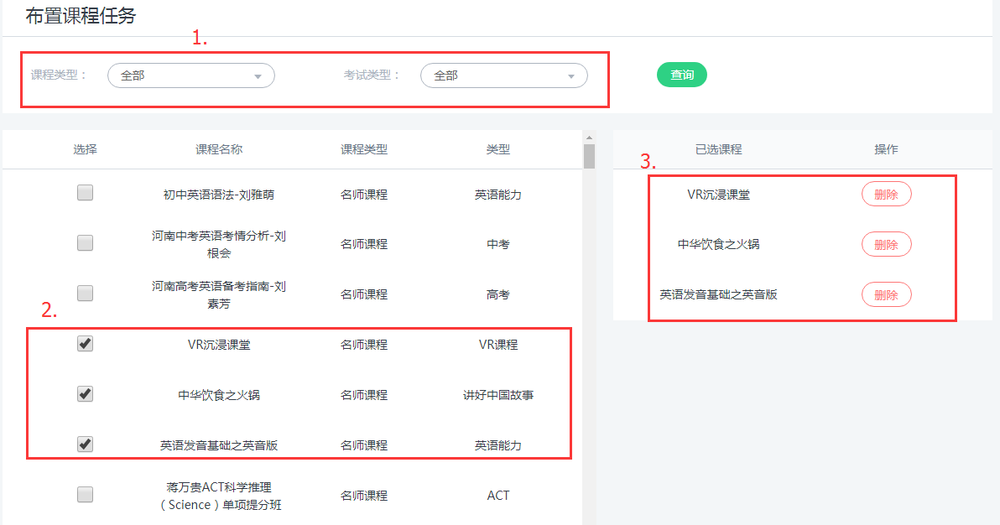 布置课程任务
1.
课程类型：
全部
考试类型：
全部
查询
选择
课程名称
课程类型
类型
初中英语语法-刘雅萌
名师课程
英语能力
河南中考英语考情分析-刘
根会
名师课程
中考
河南高考英语备考指南-刘
素芳
名师课程
高考
2.
VR沉浸课堂
名师课程
VR课程
中华饮食之火锅
名师课程
讲好中国故事
英语发音基础之英音版
名师课程
英语能力
蒋万贵ACT科学推理
（Science）单项提分班
名师课程
ACT
已选课程
操作
3.
VR沉浸课堂
删除
中华饮食之火锅
删除
英语发音基础之英音版
删除